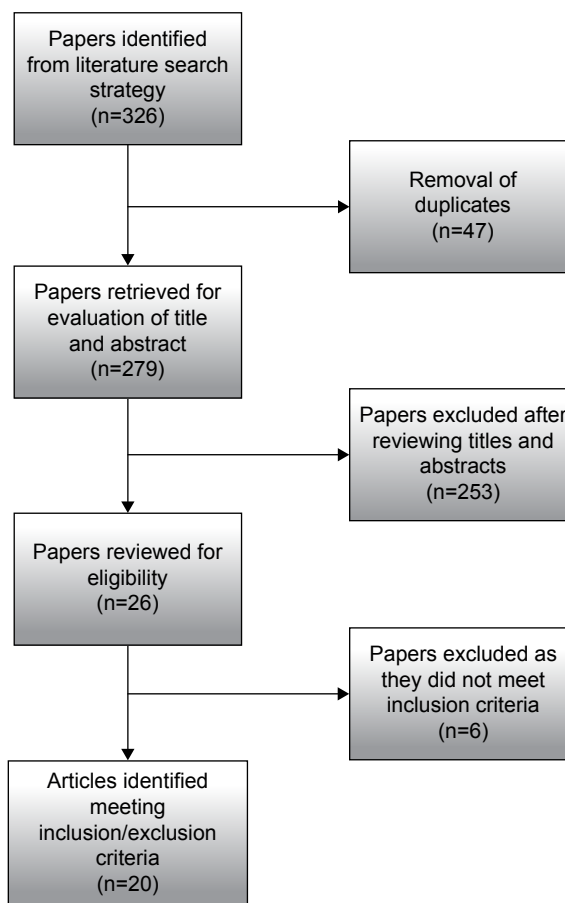 Papers identified
from literature search
strategy
(n=326)
Removal of
duplicates
(n=47)
Papers retrieved for
evaluation of title
and abstract
(n=279)
Papers excluded after
reviewing titles and
abstracts
(n=253)
Papers reviewed for
eligibility
(n=26)
Papers excluded as
they did not meet
inclusion criteria
(n=6)
Articles identified
meeting
inclusion/exclusion
criteria
(n=20)